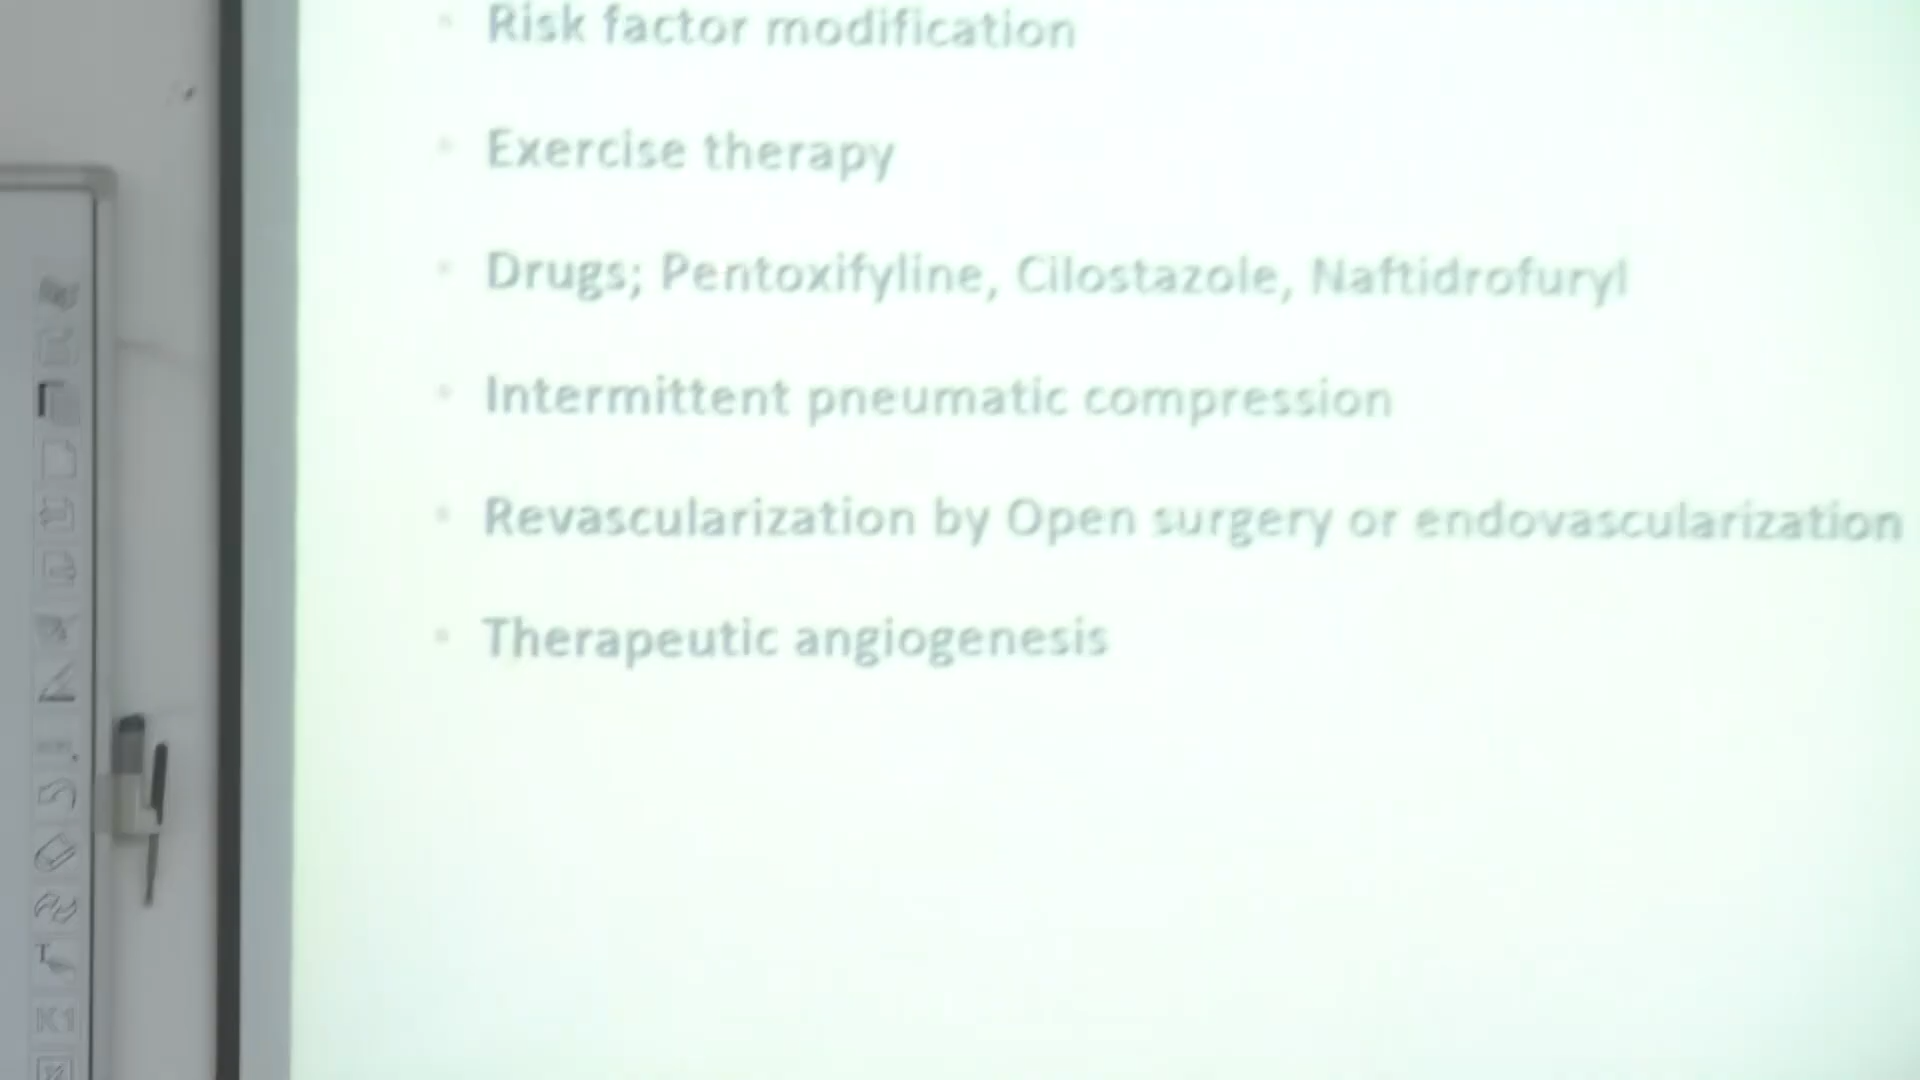 Risk factor modification
Exercise therapy
Drugs; Pentoxifyline, Cilostazole, Naftidrofuryl
Intermittent pneumatic compression
Revascularization by Open surgery or endovascularization
Therapeutic angiogenesis
T
K1